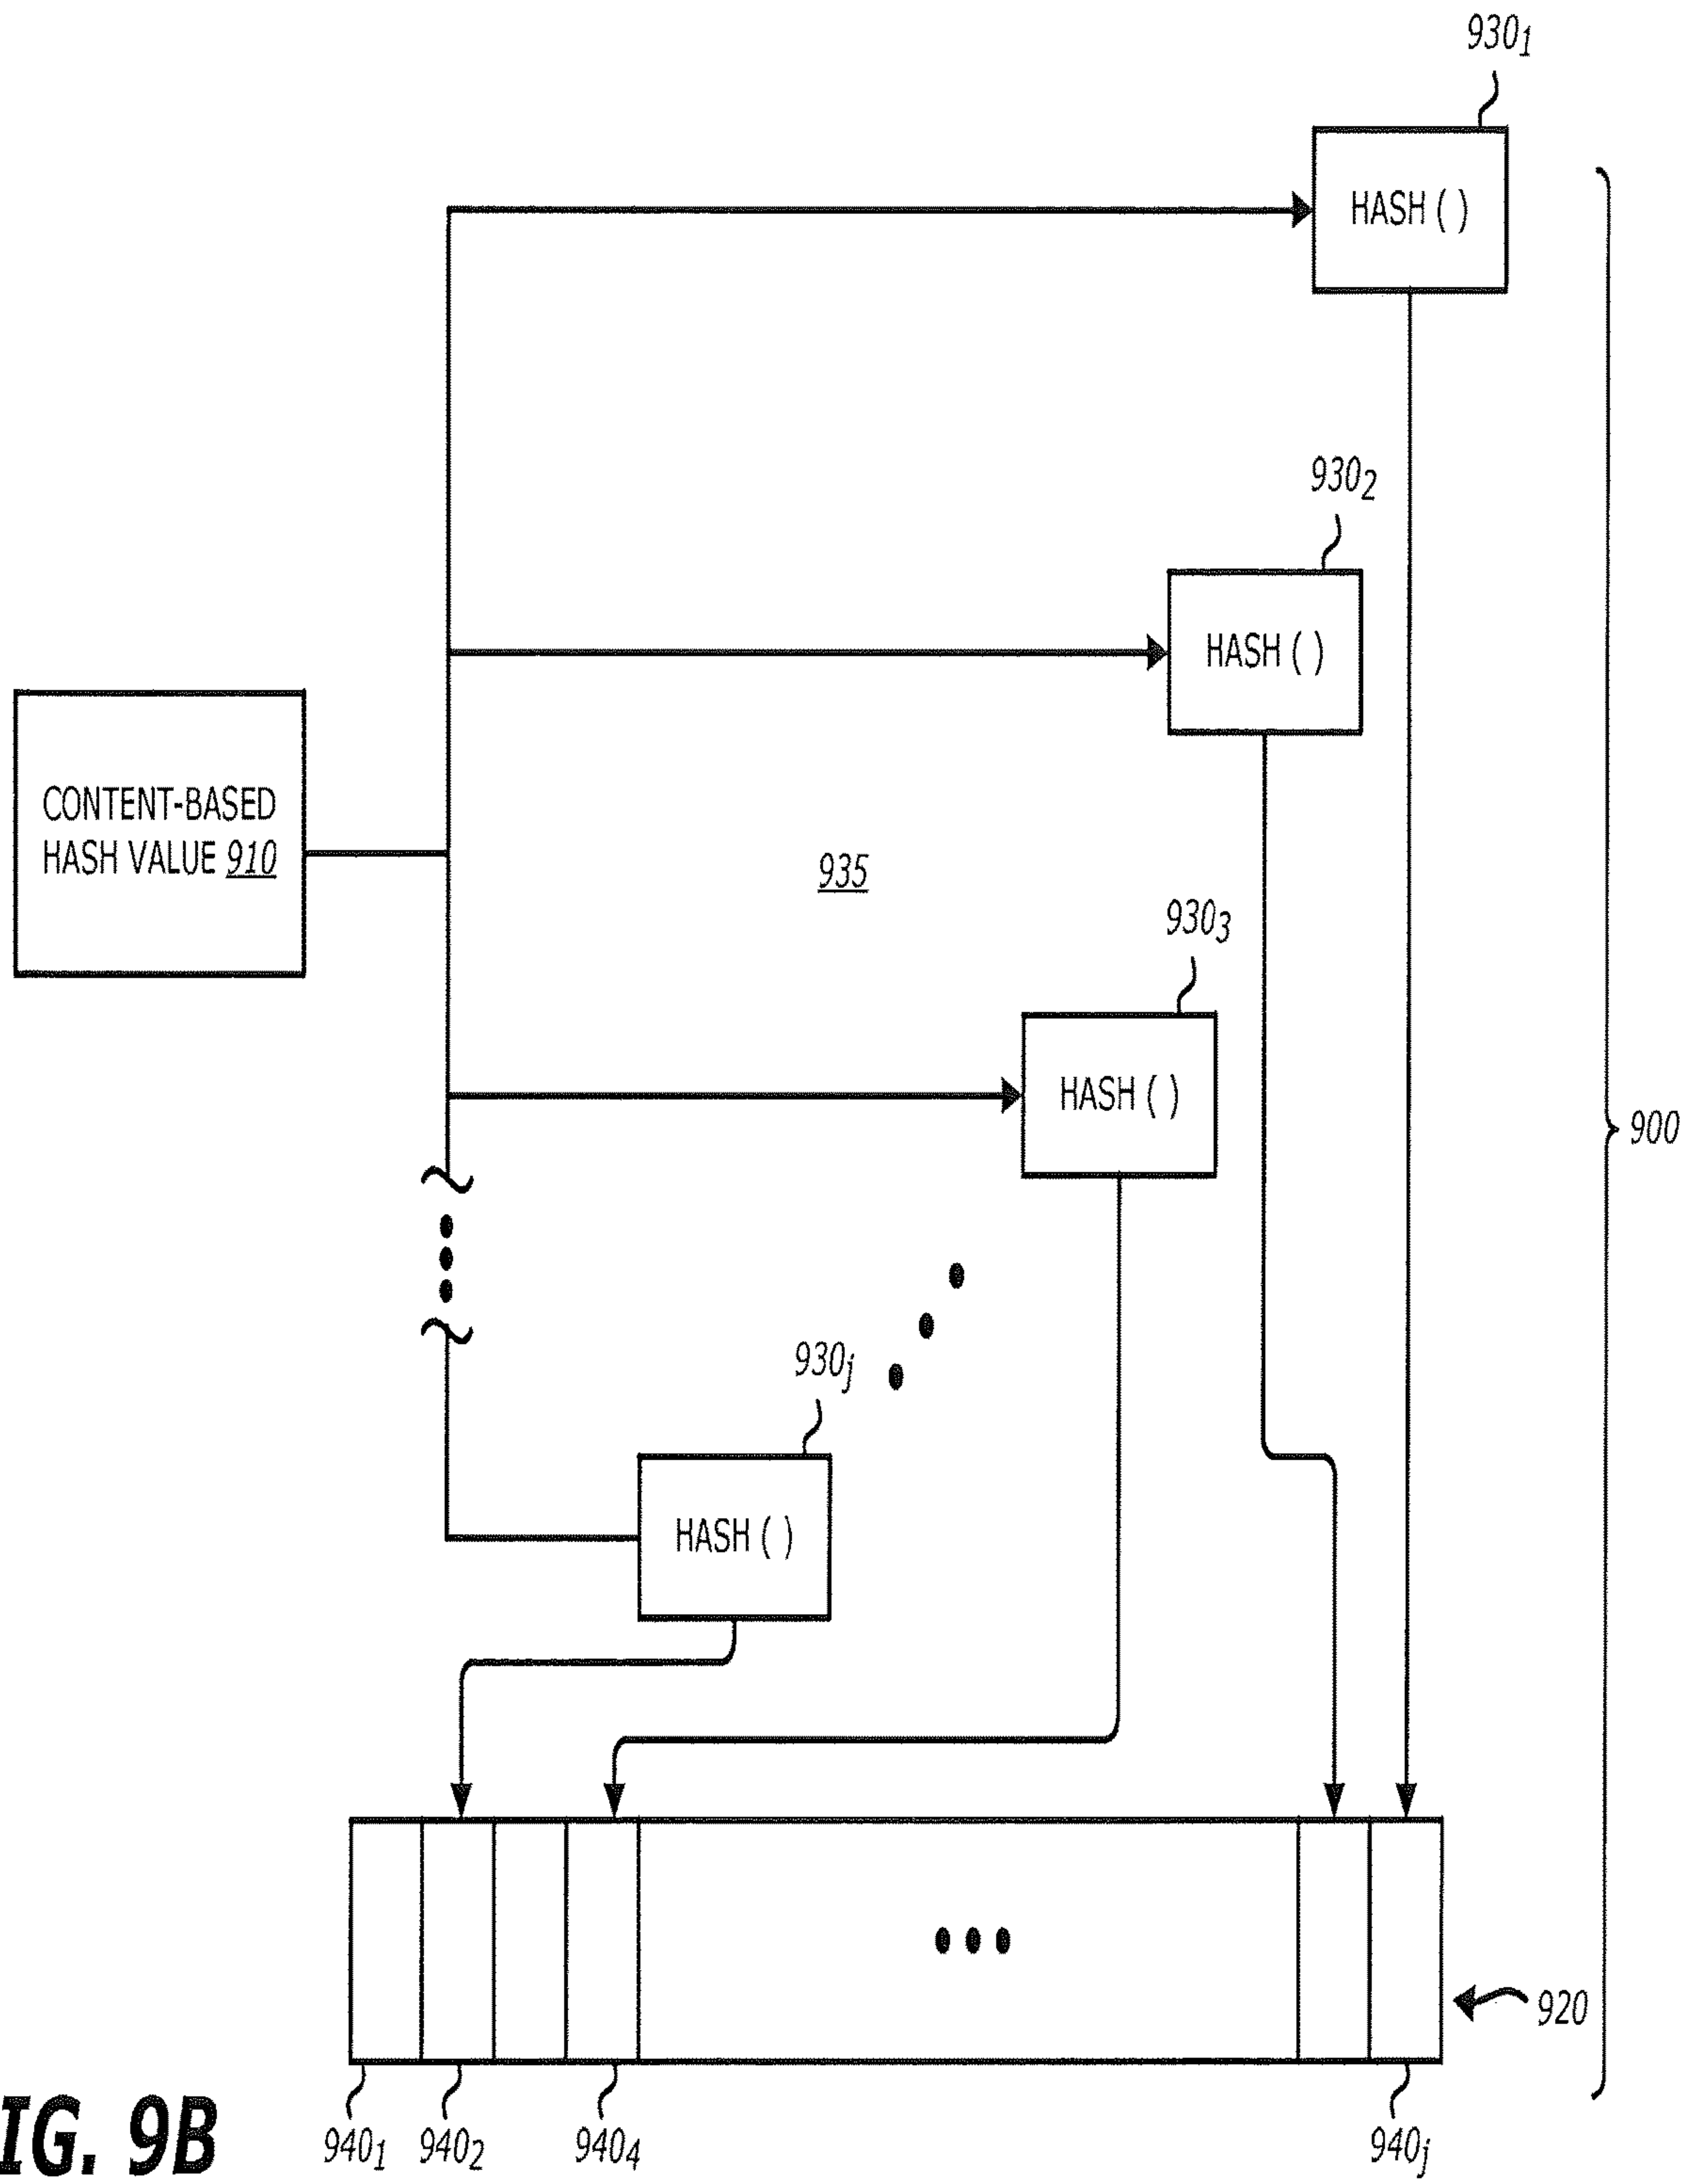 930₁
HASH ( )
930₂
HASH ( )
CONTENT-BASED
HASH VALUE 910
935
930₃
HASH ( )
900
930ⱼ
HASH ( )
920
940₁ 940₂ 940₄ 940ⱼ
IG. 9B